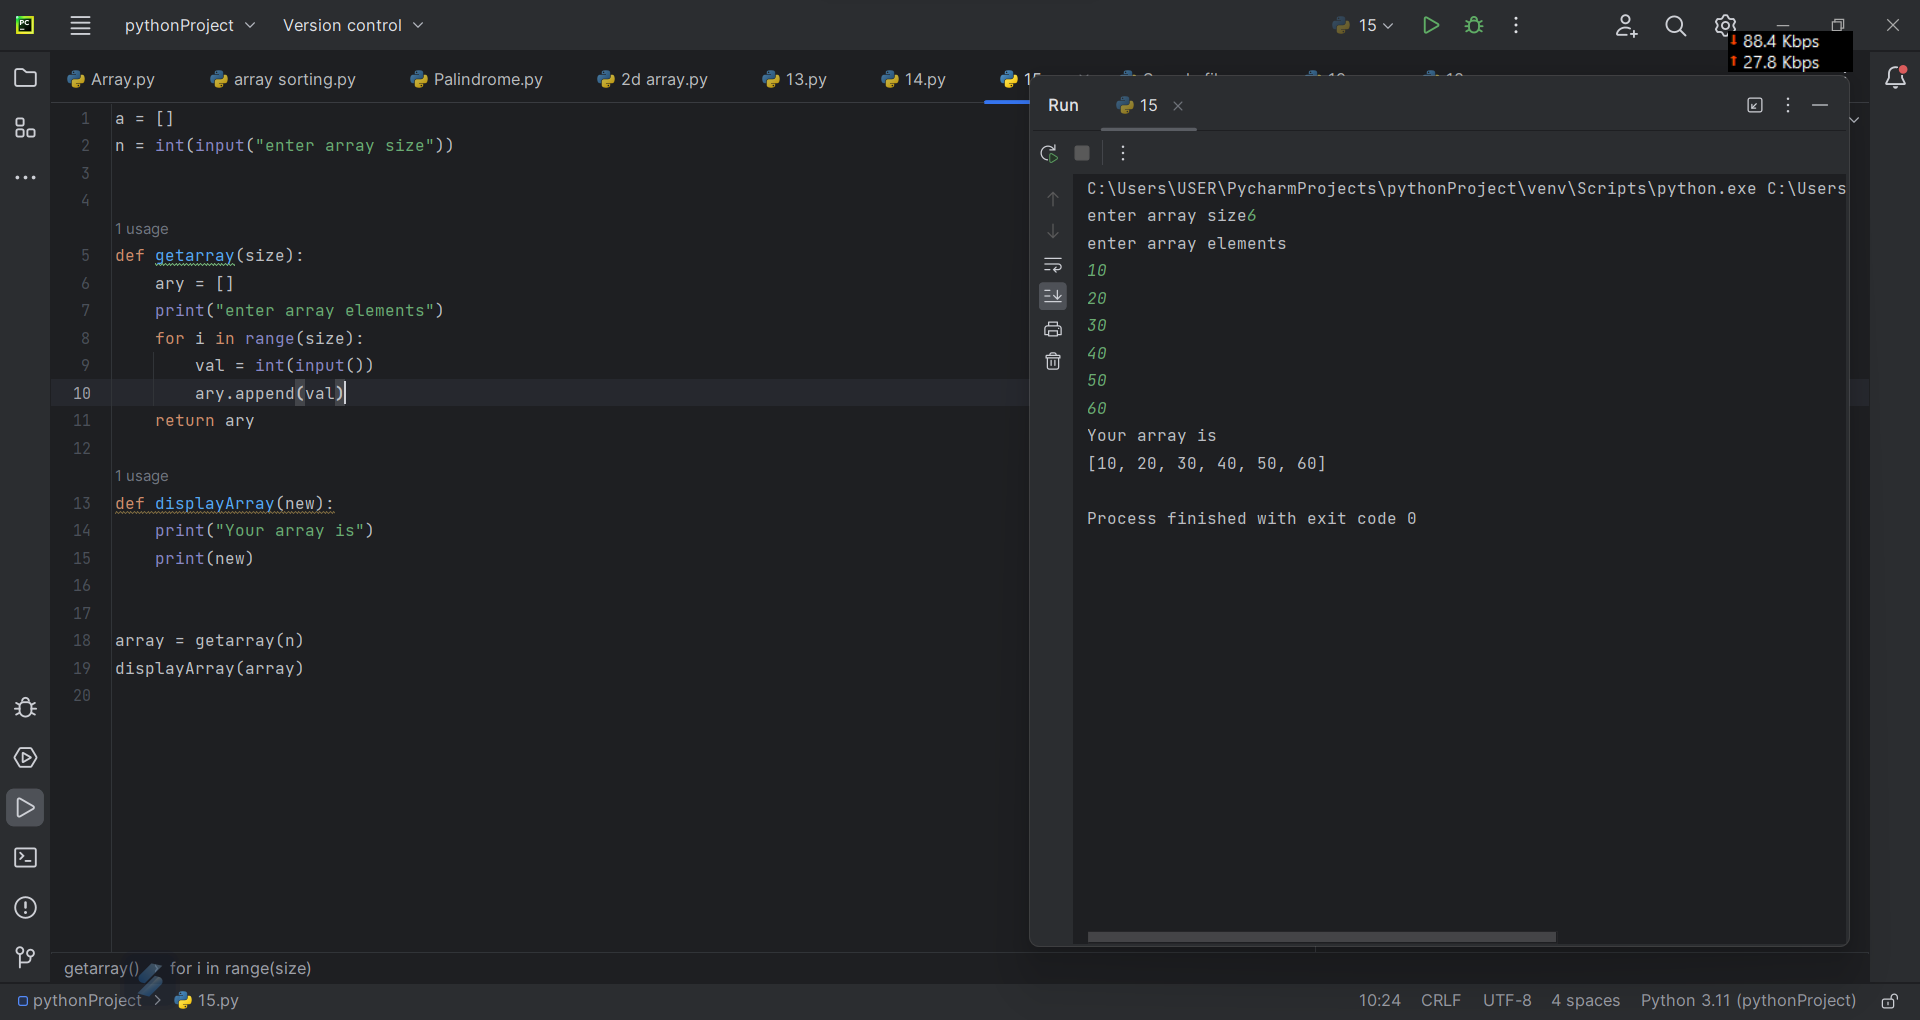 PC
pythonProject
Version control
15
88.4 Kbps
27.8 Kbps
Array.py
array sorting.py
Palindrome.py
2d array.py
13.py
14.py
15
1 a = []
2 n = int(input("enter array size"))
3
4
1 usage
5 def getarray(size):
6 ary = []
7 print("enter array elements")
8 for i in range(size):
9 val = int(input())
10 ary.append(val)
11 return ary
12
1 usage
13 def displayArray(new):
14 print("Your array is")
15 print(new)
16
17
18 array = getarray(n)
19 displayArray(array)
20
Run
15
C:\Users\USER\PycharmProjects\pythonProject\venv\Scripts\python.exe C:\Users
enter array size6
enter array elements
10
20
30
40
50
60
Your array is
[10, 20, 30, 40, 50, 60]
Process finished with exit code 0
getarray() for i in range(size)
pythonProject > 15.py
10:24 CRLF UTF-8 4 spaces Python 3.11 (pythonProject)